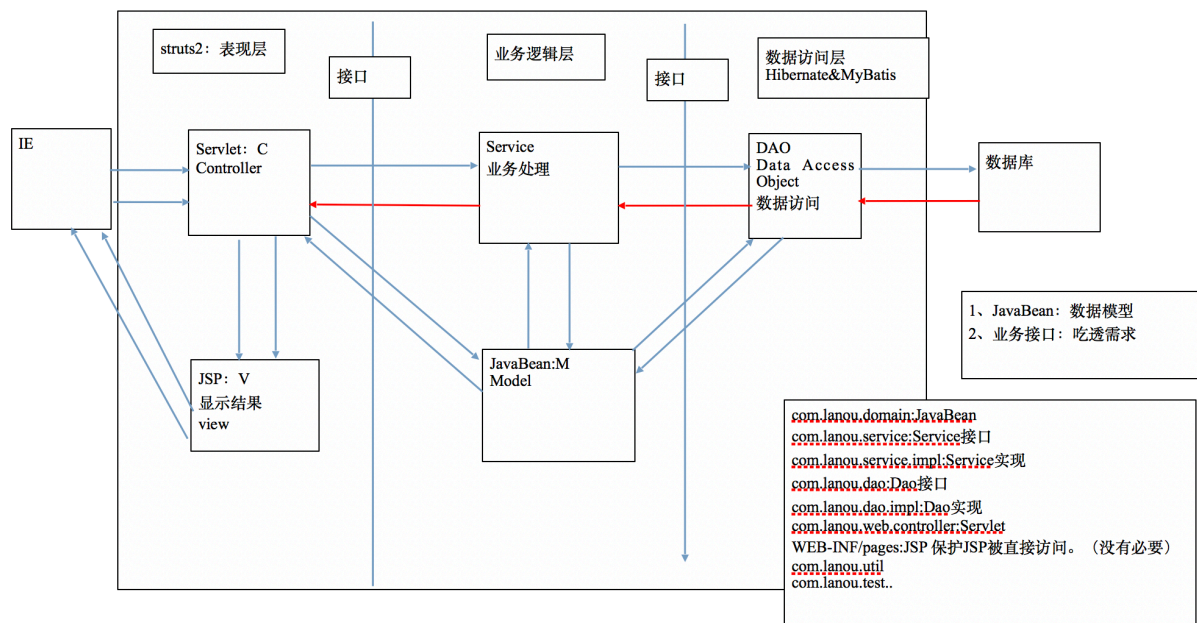 struts2：表现层
接口
业务逻辑层
接口
数据访问层
Hibernate&MyBatis
IE
Servlet：C
Controller
Service
业务处理
DAO
Data Access
Object
数据访问
数据库
JSP：V
显示结果
view
JavaBean:M
Model
1、JavaBean：数据模型
2、业务接口：吃透需求
com.lanou.domain:JavaBean
com.lanou.service:Service接口
com.lanou.service.impl:Service实现
com.lanou.dao:Dao接口
com.lanou.dao.impl:Dao实现
com.lanou.web.controller:Servlet
WEB-INF/pages:JSP 保护JSP被直接访问。（没有必要）
com.lanou.util
com.lanou.test..